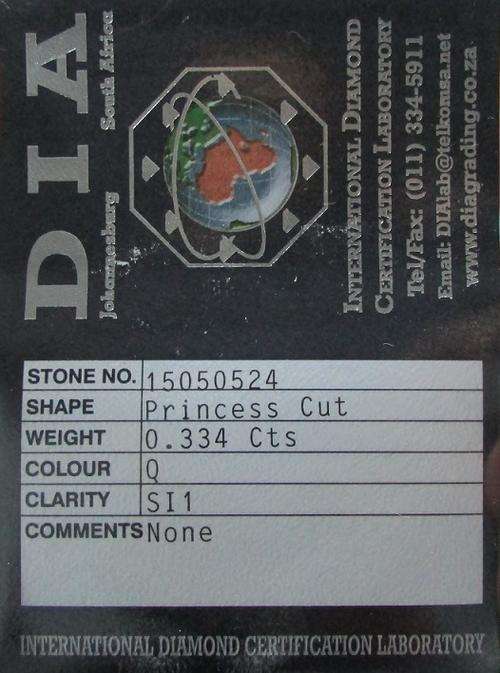 DIA
Johannesburg South Africa
INTERNATIONAL DIAMOND
CERTIFICATION LABORATORY
Tel/Fax: (011) 334-5911
Email: DIAlab@telkomsa.net
www.diagrading.co.za
STONE NO. 15050524
SHAPE Princess Cut
WEIGHT 0.334 Cts
COLOUR Q
CLARITY SI1
COMMENTS None
INTERNATIONAL DIAMOND CERTIFICATION LABORATORY